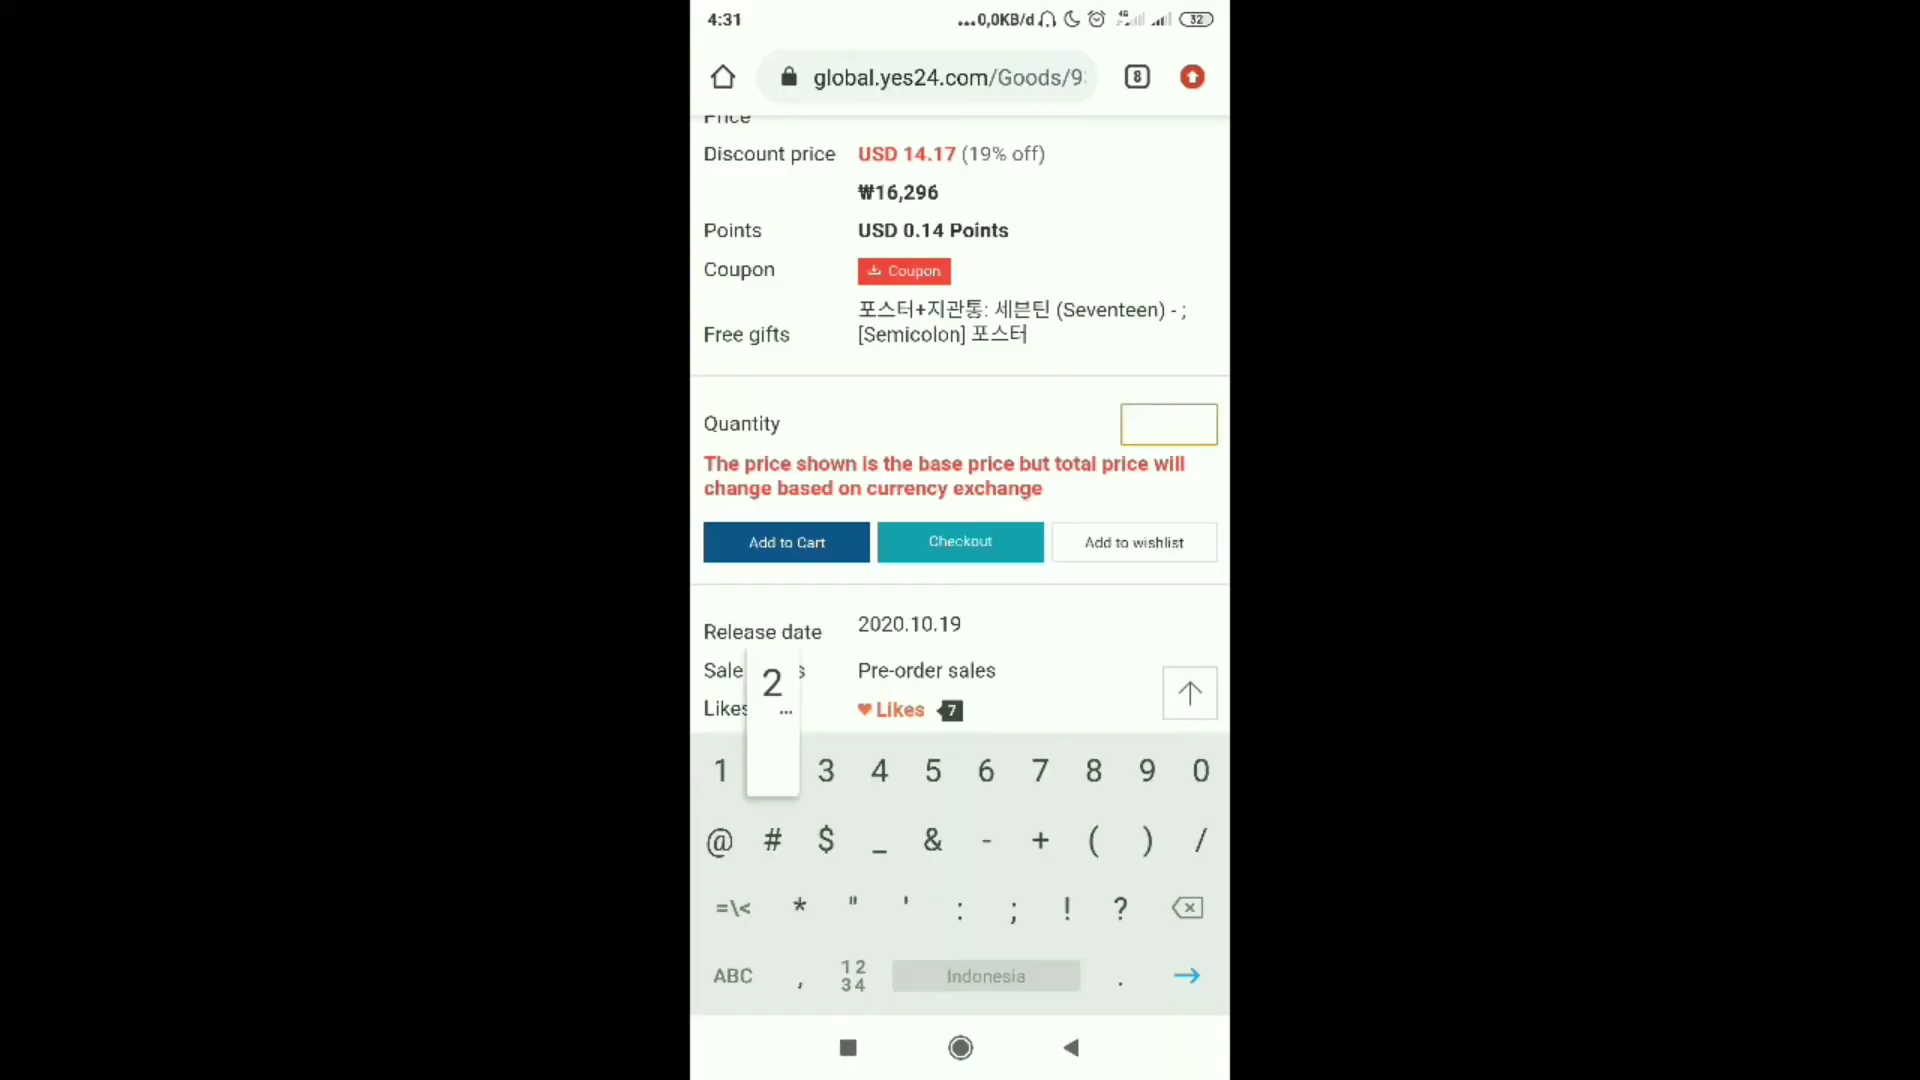 4:31 ...0,0KB/d 4G 32
global.yes24.com/Goods/9
8
Price
Discount price USD 14.17 (19% off)
₩16,296
Points USD 0.14 Points
Coupon Coupon
Free gifts 포스터+지관통: 세븐틴 (Seventeen) - ;
[Semicolon] 포스터
Quantity
The price shown is the base price but total price will
change based on currency exchange
Add to Cart Checkout Add to wishlist
Release date 2020.10.19
Sale s Pre-order sales
Likes Likes 7
2
...
1 3 4 5 6 7 8 9 0
@ # $ _ & - + ( ) /
=\< * " ' : ; ! ?
ABC , 12 34 Indonesia .